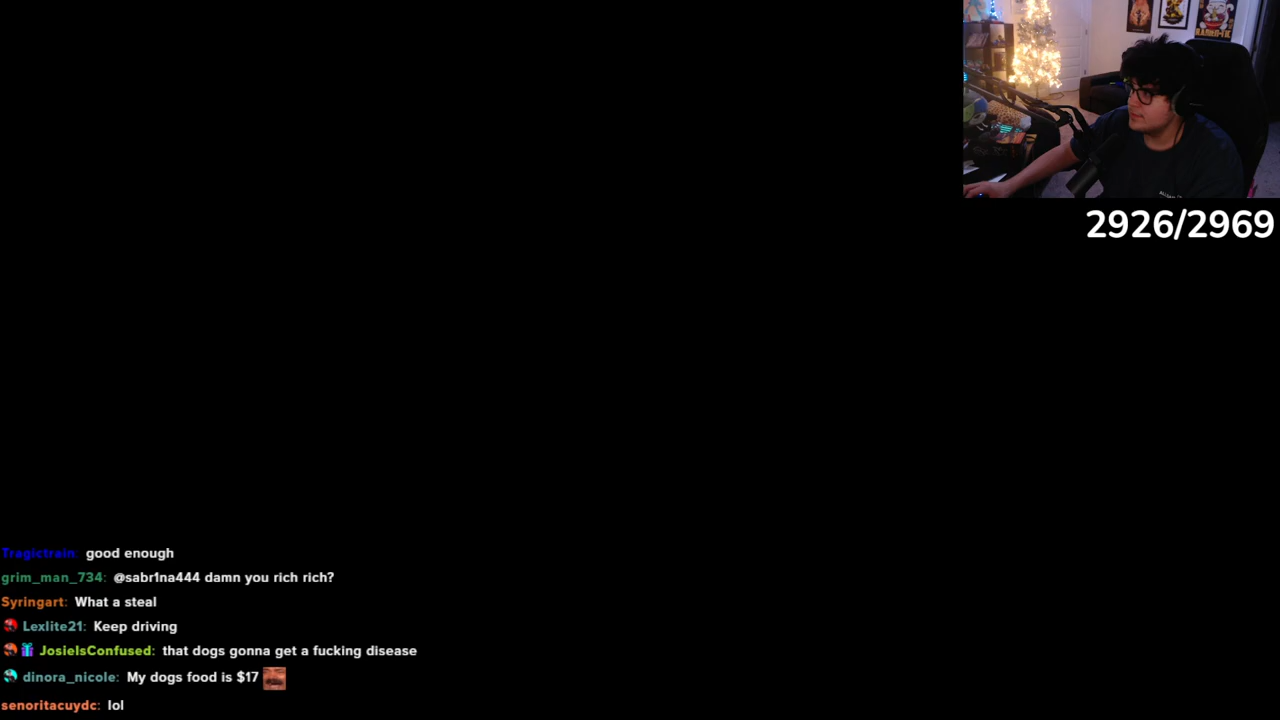 2926/2969
Tragictrain: good enough
grim_man_734: @sabr1na444 damn you rich rich?
Syringart: What a steal
Lexlite21: Keep driving
JosieIsConfused: that dogs gonna get a fucking disease
dinora_nicole: My dogs food is $17
senoritacuydc: lol